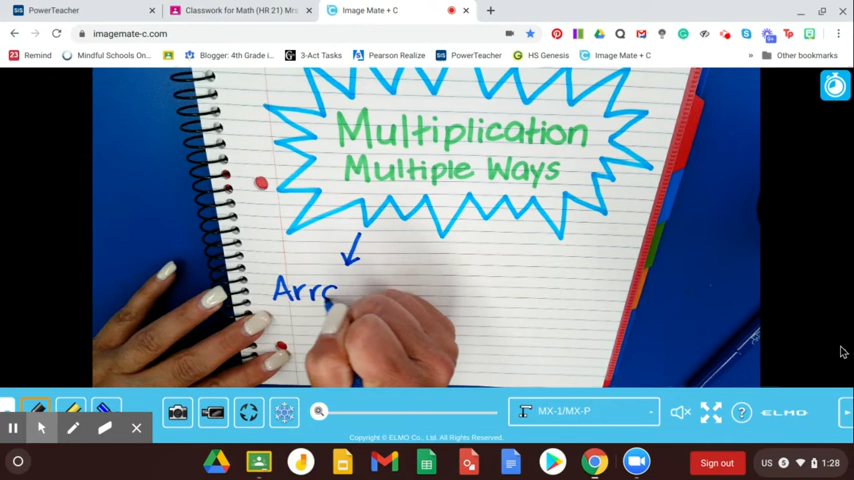 PowerTeacher
Classwork for Math (HR 21) Mrs
Image Mate + C
imagemate-c.com
Remind
Mindful Schools On...
Blogger: 4th Grade i...
3-Act Tasks
Pearson Realize
PowerTeacher
HS Genesis
Image Mate + C
»
Other bookmarks
Multiplication
Multiple Ways
Arra
MX-1/MX-P
ELMO
Copyright © ELMO Co., Ltd. All Rights Reserved.
Sign out
US
1:28